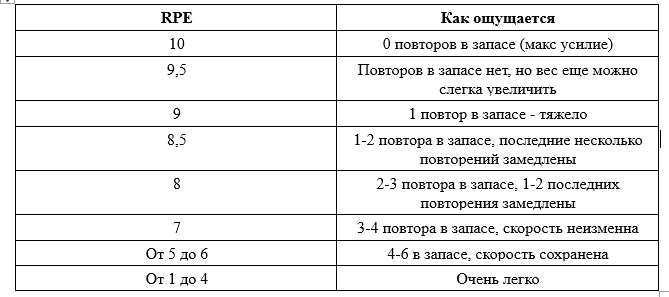 RPE Как ощущается
10 0 повторов в запасе (макс усилие)
9,5 Повторов в запасе нет, но вес еще можно
слегка увеличить
9 1 повтор в запасе - тяжело
8,5 1-2 повтора в запасе, последние несколько
повторений замедлены
8 2-3 повтора в запасе, 1-2 последних
повторения замедлены
7 3-4 повтора в запасе, скорость неизменна
От 5 до 6 4-6 в запасе, скорость сохранена
От 1 до 4 Очень легко